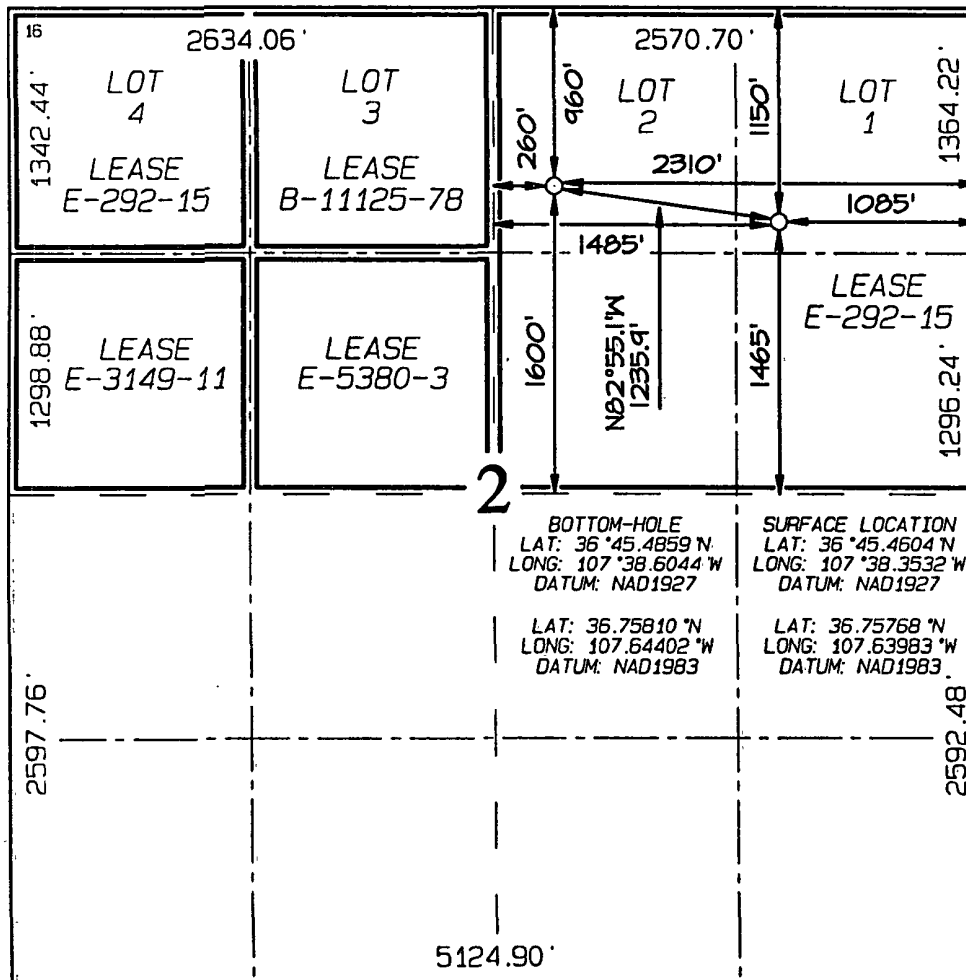 16
2634.06'
2570.70'
LOT
4
LEASE
E-292-15
1342.44'
LOT
3
LEASE
B-11125-78
260'
960'
LOT
2
1150'
LOT
1
1364.22'
2310'
1085'
1485'
LEASE
E-292-15
1298.88'
LEASE
E-3149-11
LEASE
E-5380-3
1600'
N82°55.1'W
1235.9'
1465'
1296.24'
2
BOTTOM-HOLE
LAT: 36°45.4859'N
LONG: 107°38.6044'W
DATUM: NAD1927
LAT: 36.75810°N
LONG: 107.64402°W
DATUM: NAD1983
SURFACE LOCATION
LAT: 36°45.4604'N
LONG: 107°38.3532'W
DATUM: NAD1927
LAT: 36.75768°N
LONG: 107.63983°W
DATUM: NAD1983
2597.76'
2592.48'
5124.90'